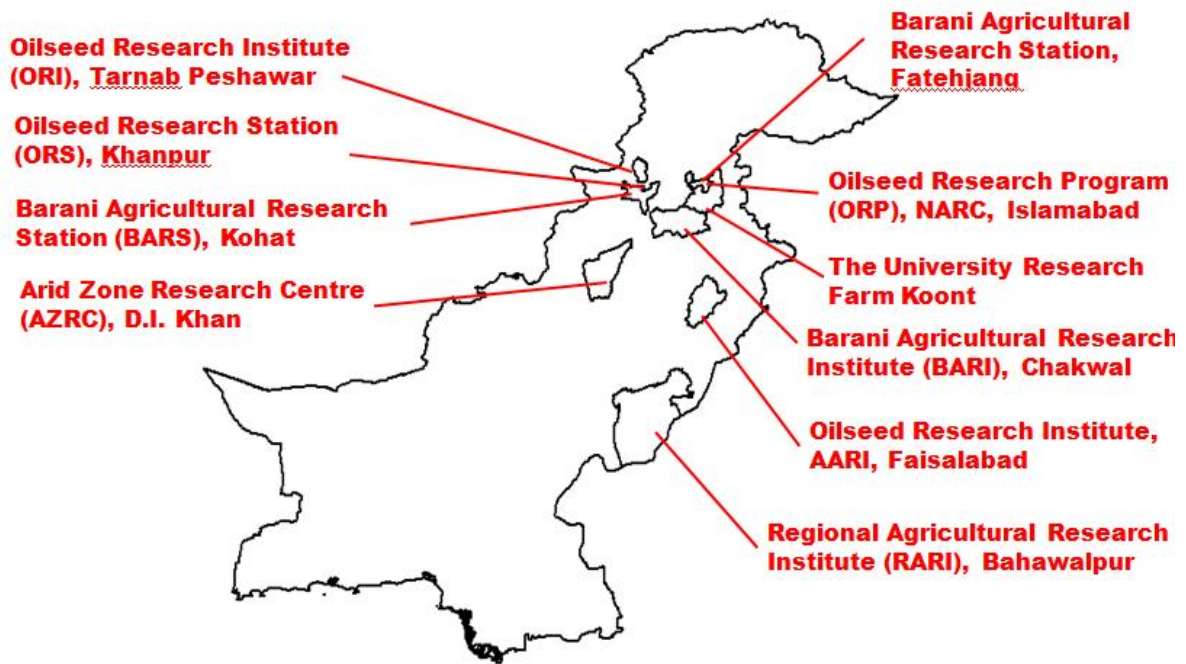 Oilseed Research Institute
(ORI), Tarnab Peshawar
Oilseed Research Station
(ORS), Khanpur
Barani Agricultural Research
Station (BARS), Kohat
Arid Zone Research Centre
(AZRC), D.I. Khan
Barani Agricultural
Research Station,
Fatehjang
Oilseed Research Program
(ORP), NARC, Islamabad
The University Research
Farm Koont
Barani Agricultural Research
Institute (BARI), Chakwal
Oilseed Research Institute,
AARI, Faisalabad
Regional Agricultural Research
Institute (RARI), Bahawalpur